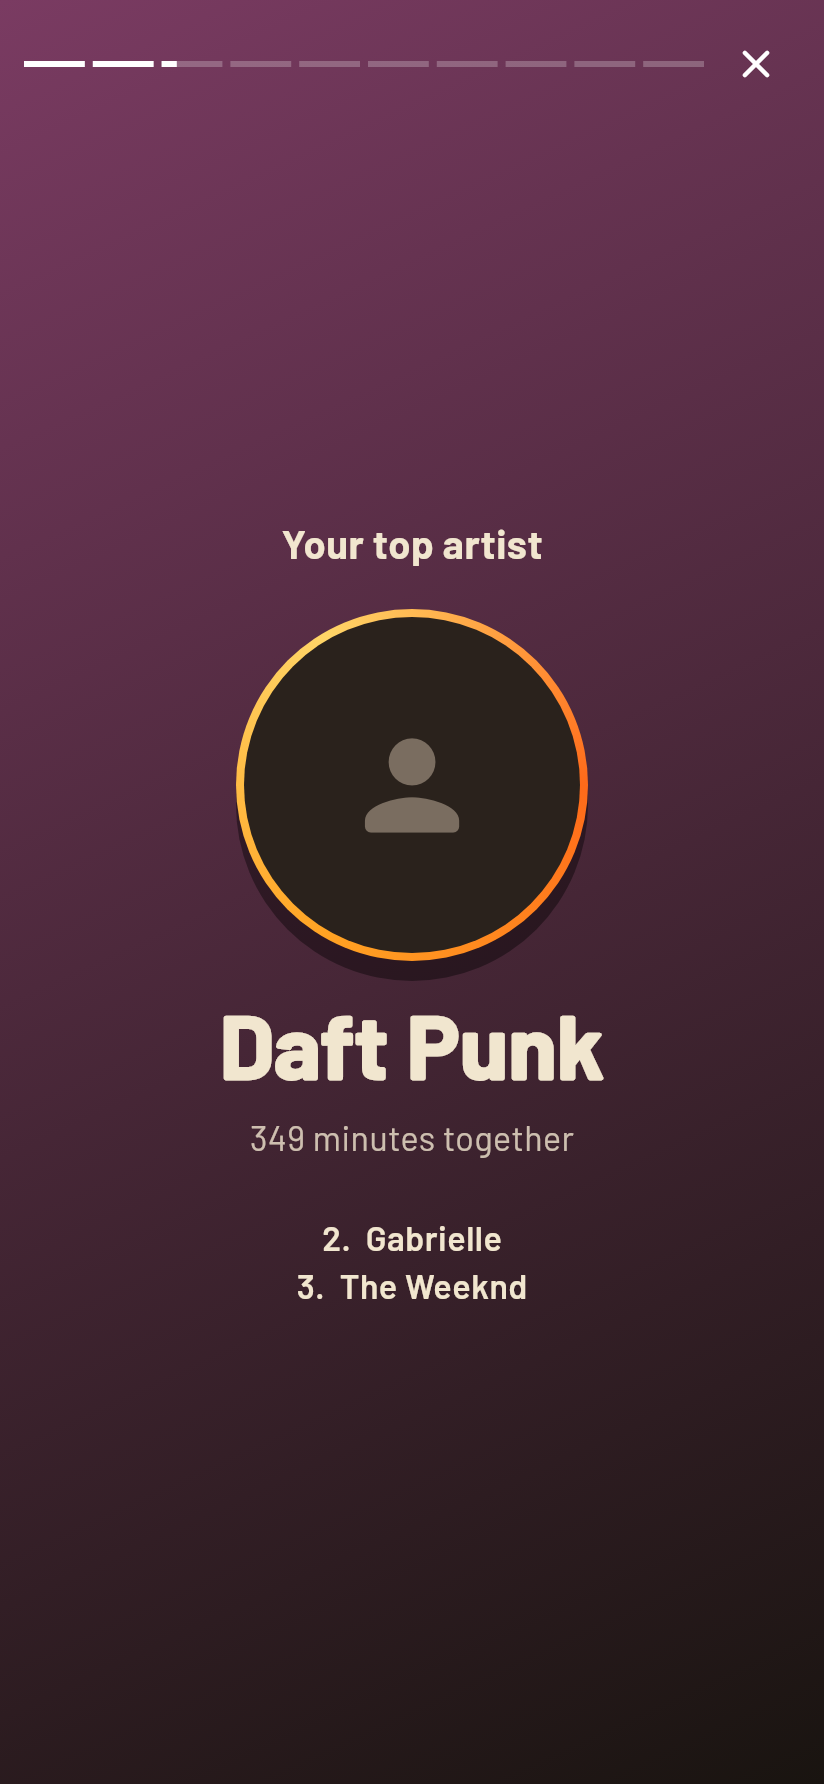 Your top artist
Daft Punk
349 minutes together
2. Gabrielle
3. The Weeknd